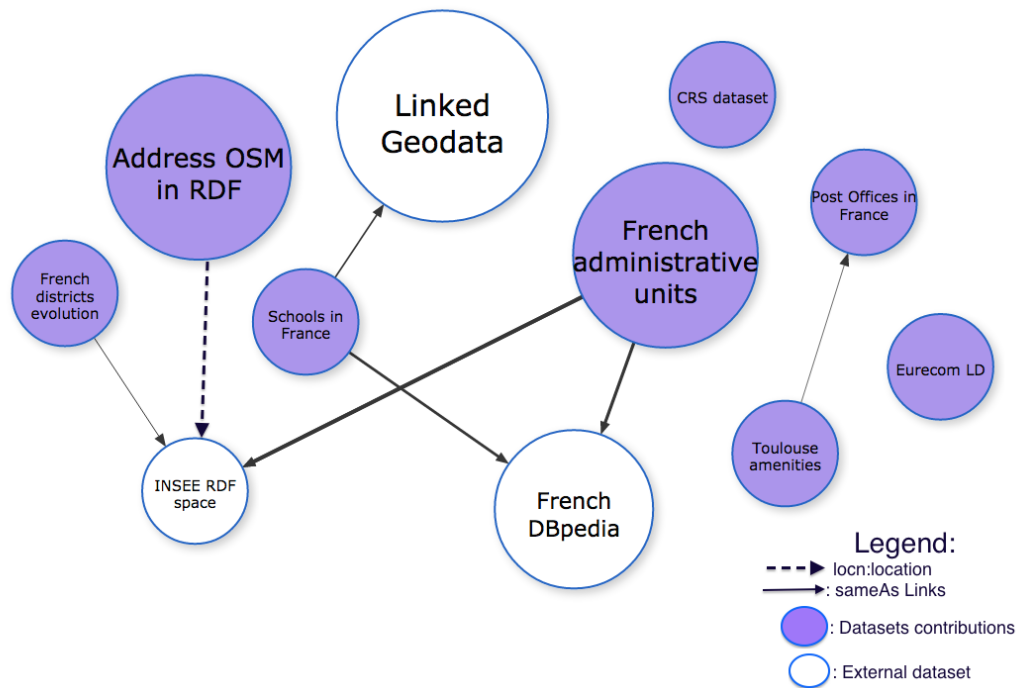 Linked
Geodata
CRS dataset
Address OSM
in RDF
Post Offices in
France
French
administrative
units
French
districts
evolution
Schools in
France
Eurecom LD
Toulouse
amenities
INSEE RDF
space
French
DBpedia
Legend:
locn:location
: sameAs Links
: Datasets contributions
: External dataset